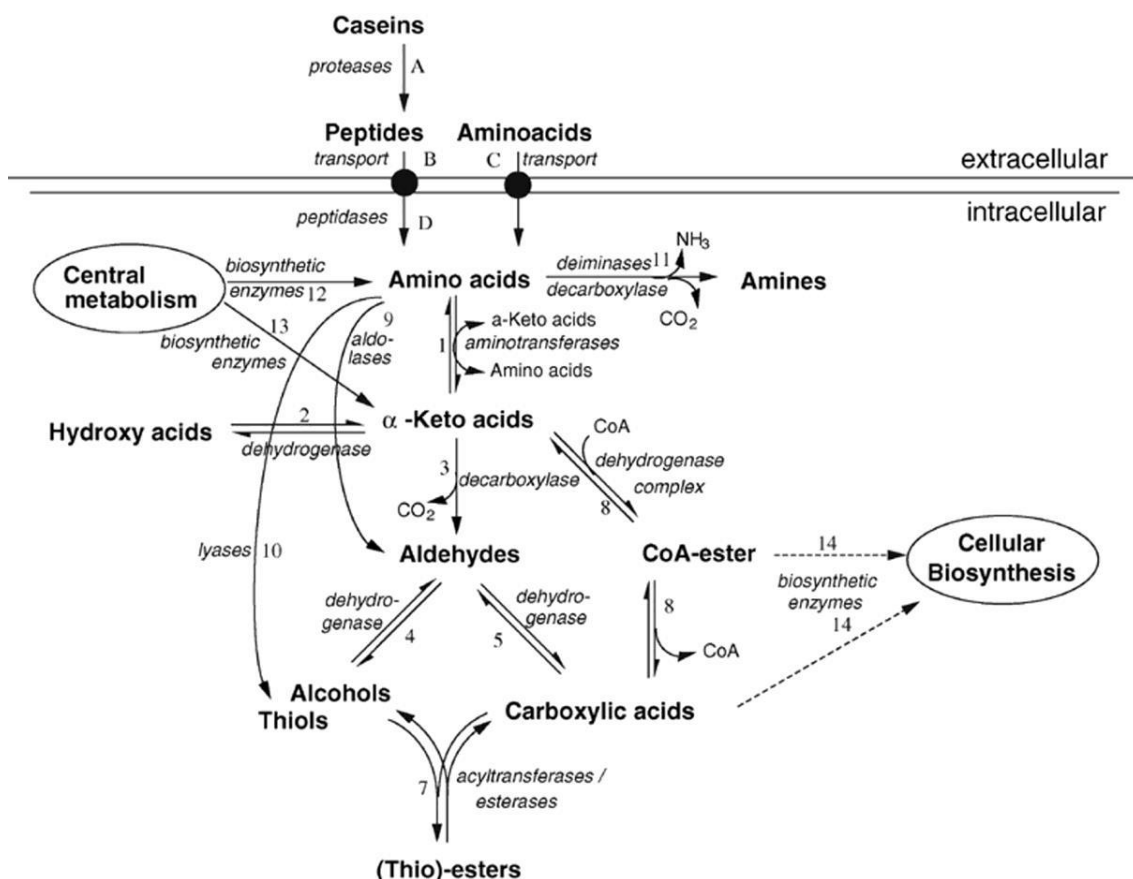 Caseins
proteases A
Peptides Aminoacids
transport B C transport
extracellular
intracellular
peptidases D
Central
metabolism
biosynthetic
enzymes 12
Amino acids
deiminases 11
decarboxylase
NH3
CO2
Amines
13
biosynthetic
enzymes
9
aldo-
lases
1
a-Keto acids
aminotransferases
Amino acids
Hydroxy acids
2
dehydrogenase
α -Keto acids
3
decarboxylase
CO2
CoA
dehydrogenase
complex
8
lyases 10
Aldehydes
CoA-ester
14
biosynthetic
enzymes
14
Cellular
Biosynthesis
dehydro-
genase
4
dehydro-
genase
5
8
CoA
Alcohols
Thiols
Carboxylic acids
7
acyltransferases /
esterases
(Thio)-esters